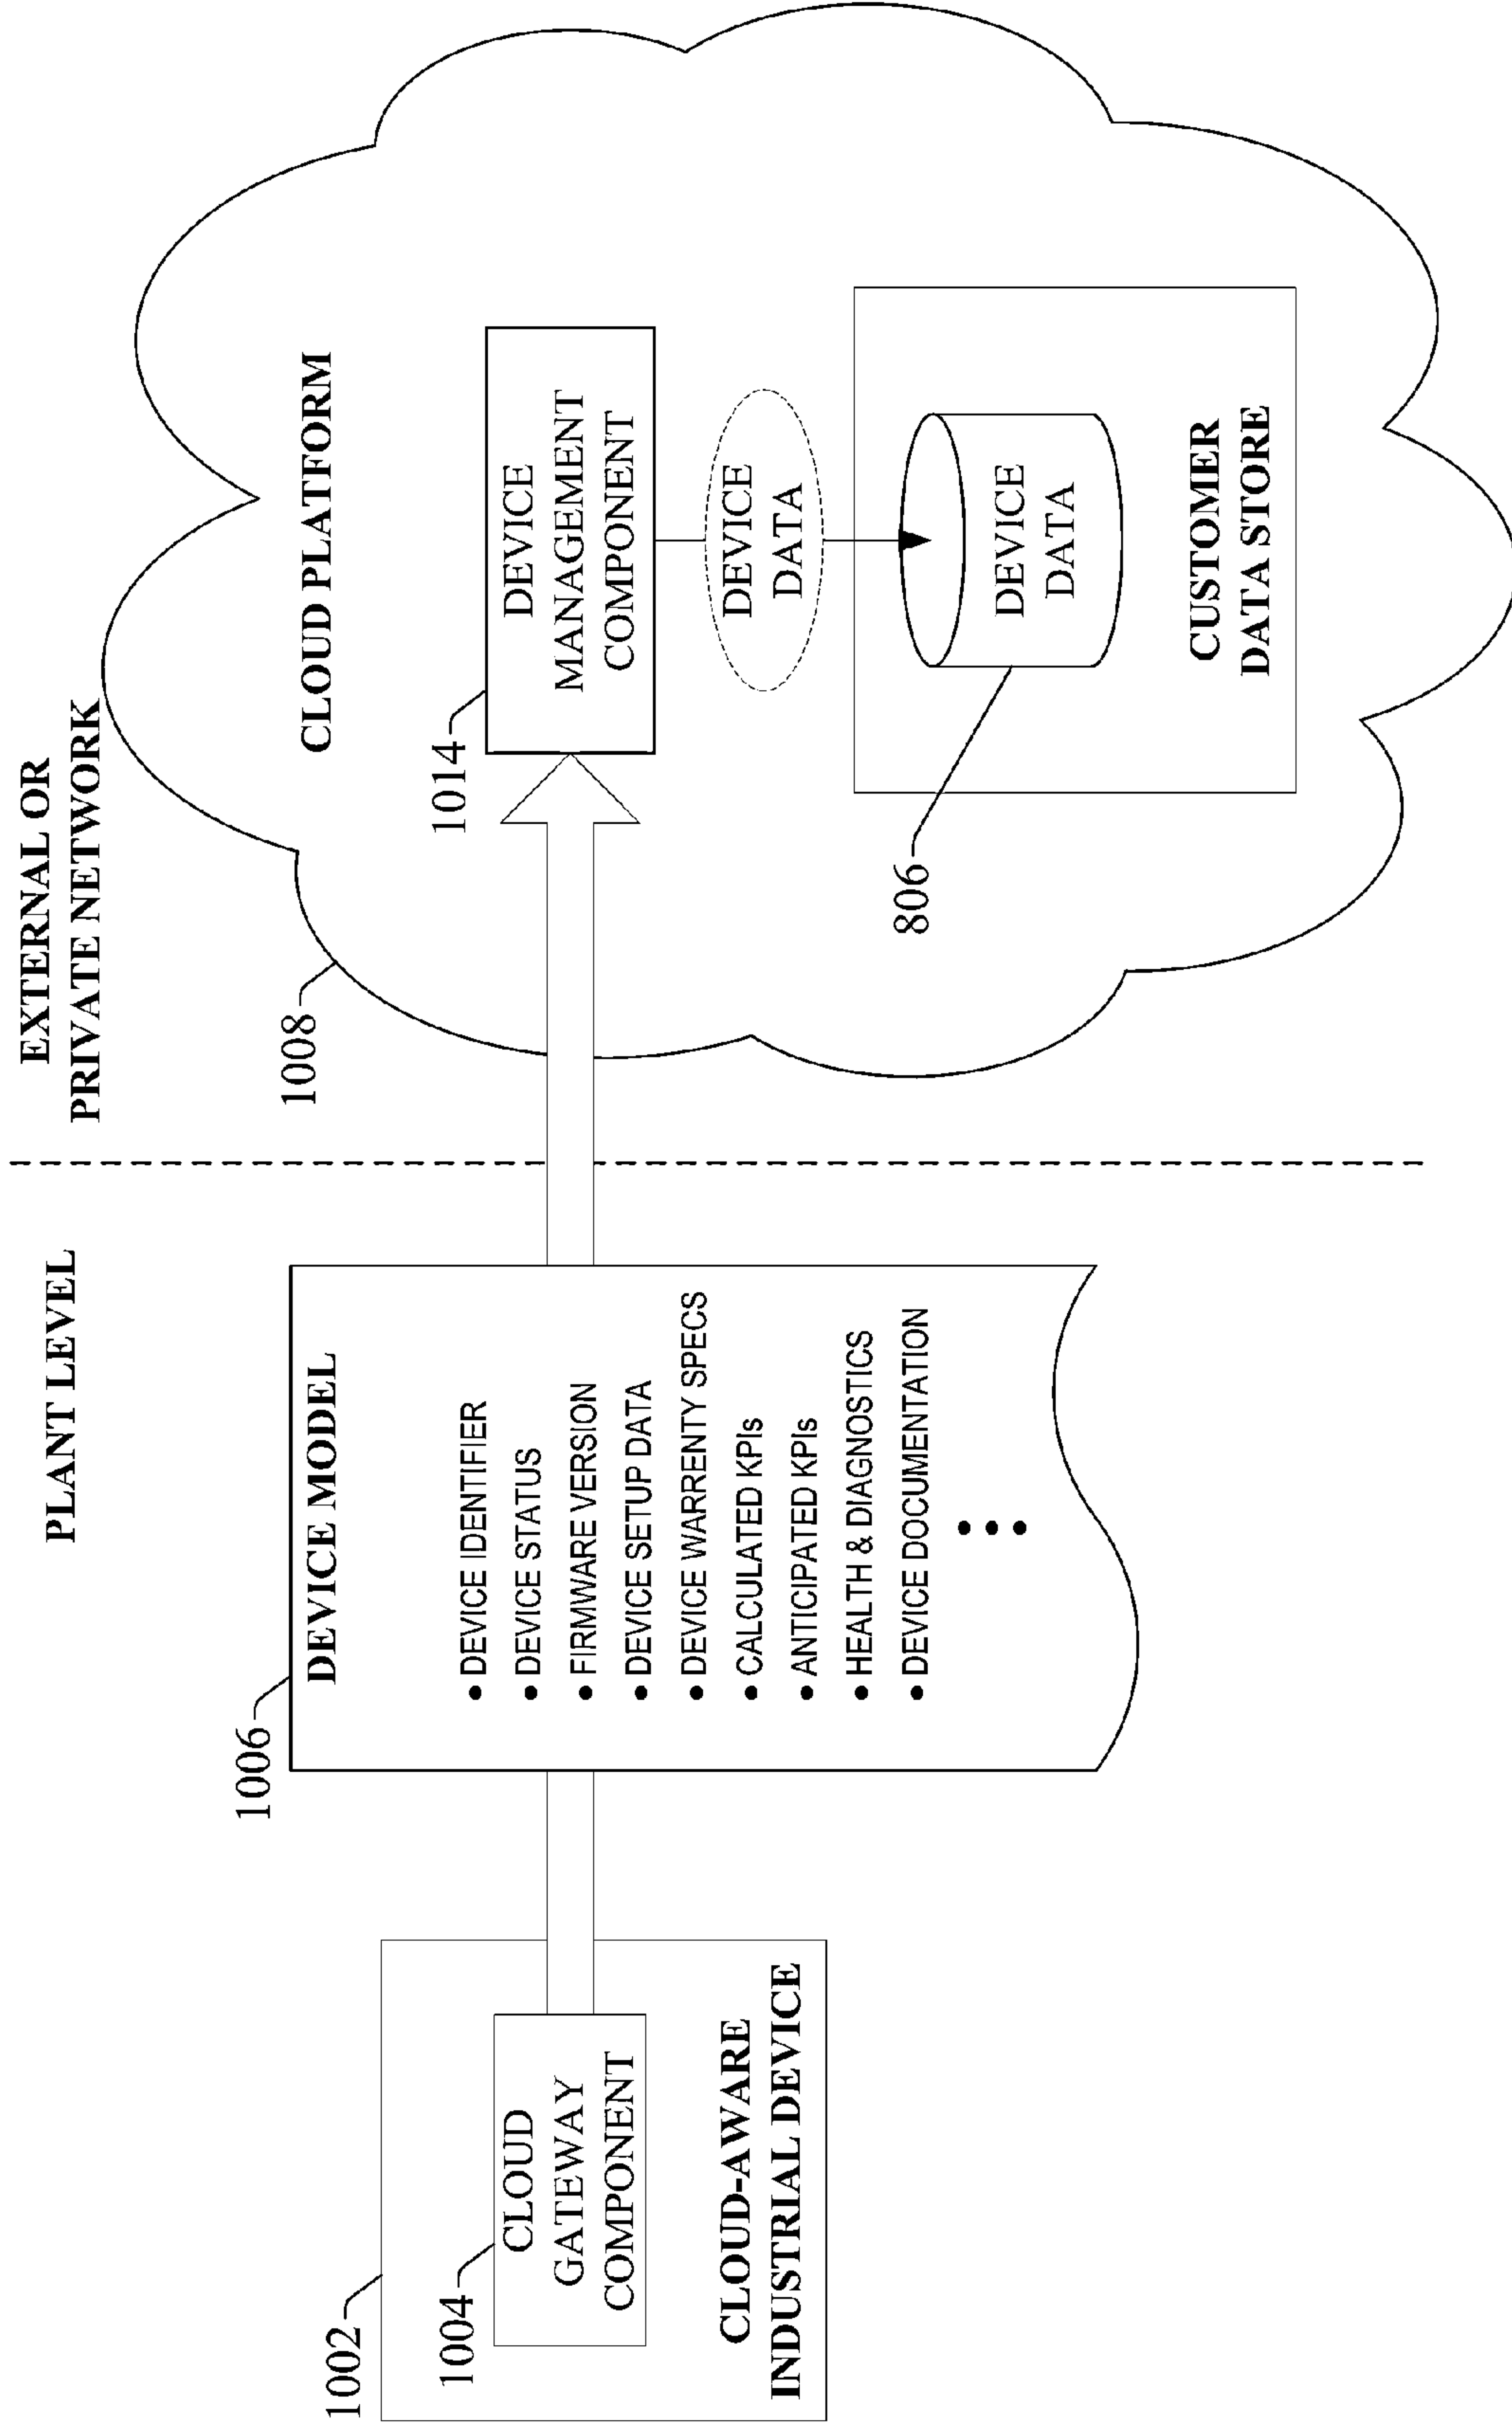 PLANT LEVEL
EXTERNAL OR
PRIVATE NETWORK
1002
1004
CLOUD
GATEWAY
COMPONENT
CLOUD-AWARE
INDUSTRIAL DEVICE
1006
DEVICE MODEL
• DEVICE IDENTIFIER
• DEVICE STATUS
• FIRMWARE VERSION
• DEVICE SETUP DATA
• DEVICE WARRENTY SPECS
• CALCULATED KPIs
• ANTICIPATED KPIs
• HEALTH & DIAGNOSTICS
• DEVICE DOCUMENTATION
1008
CLOUD PLATFORM
1014
DEVICE
MANAGEMENT
COMPONENT
DEVICE
DATA
806
DEVICE
DATA
CUSTOMER
DATA STORE